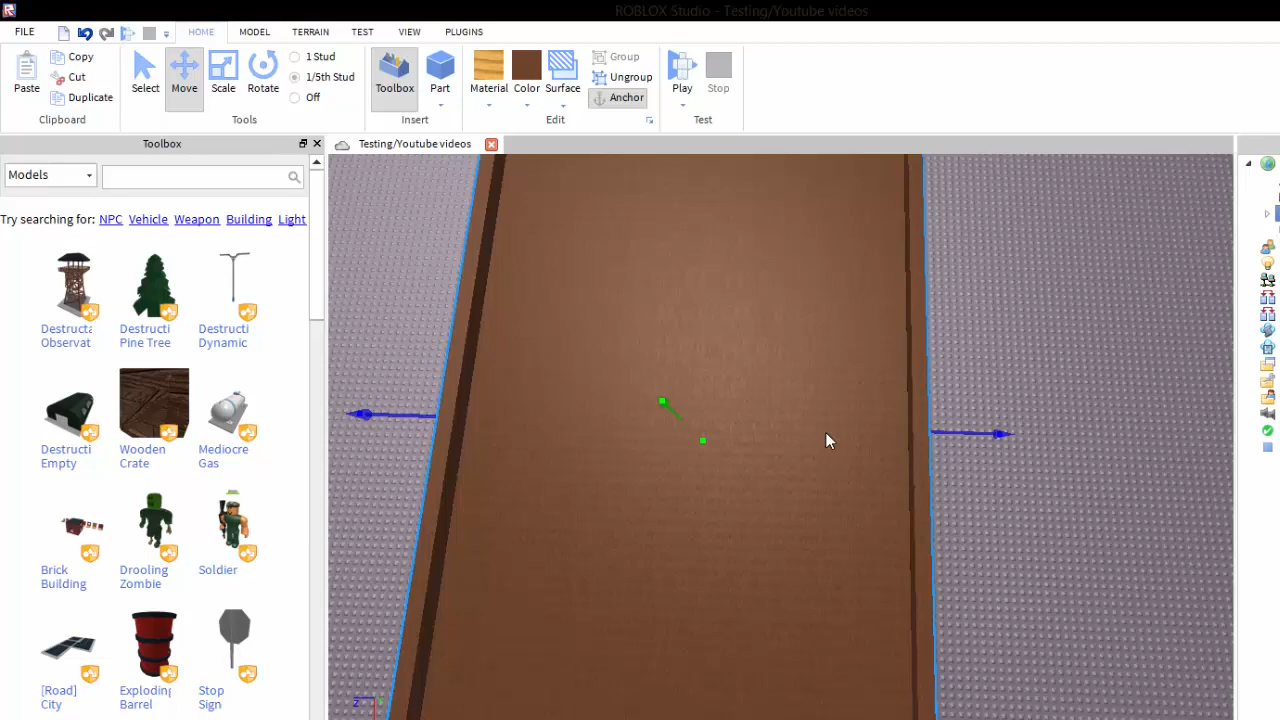 ROBLOX Studio - Testing/Youtube videos
FILE HOME MODEL TERRAIN TEST VIEW PLUGINS
Paste
Copy
Cut
Duplicate
Clipboard
Select Move Scale Rotate
1 Stud
1/5th Stud
Off
Tools
Toolbox Part
Insert
Material Color Surface
Group
Ungroup
Anchor
Edit
Play Stop
Test
Toolbox
Testing/Youtube videos
Models
Try searching for: NPC Vehicle Weapon Building Light
Destructa
Observat
Destructi
Pine Tree
Destructi
Dynamic
Destructi
Empty
Wooden
Crate
Mediocre
Gas
Brick
Building
Drooling
Zombie
Soldier
[Road]
City
Exploding
Barrel
Stop
Sign
Z